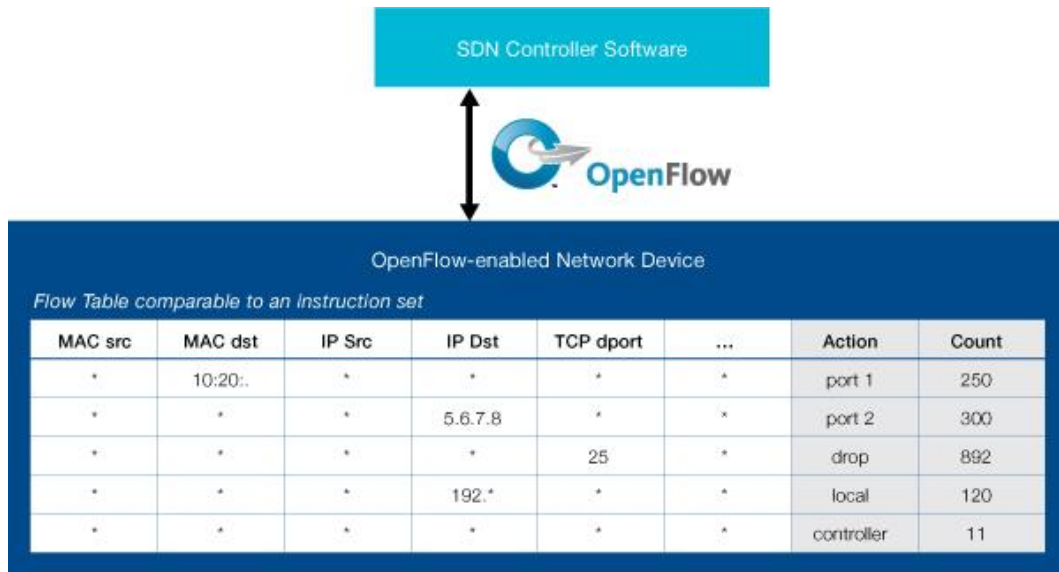 SDN Controller Software
OpenFlow
™
OpenFlow-enabled Network Device
Flow Table comparable to an instruction set
MAC src MAC dst IP Src IP Dst TCP dport ... Action Count
* 10:20:. * * * * port 1 250
* * * 5.6.7.8 * * port 2 300
* * * * 25 * drop 892
* * * 192.* * * local 120
* * * * * * controller 11